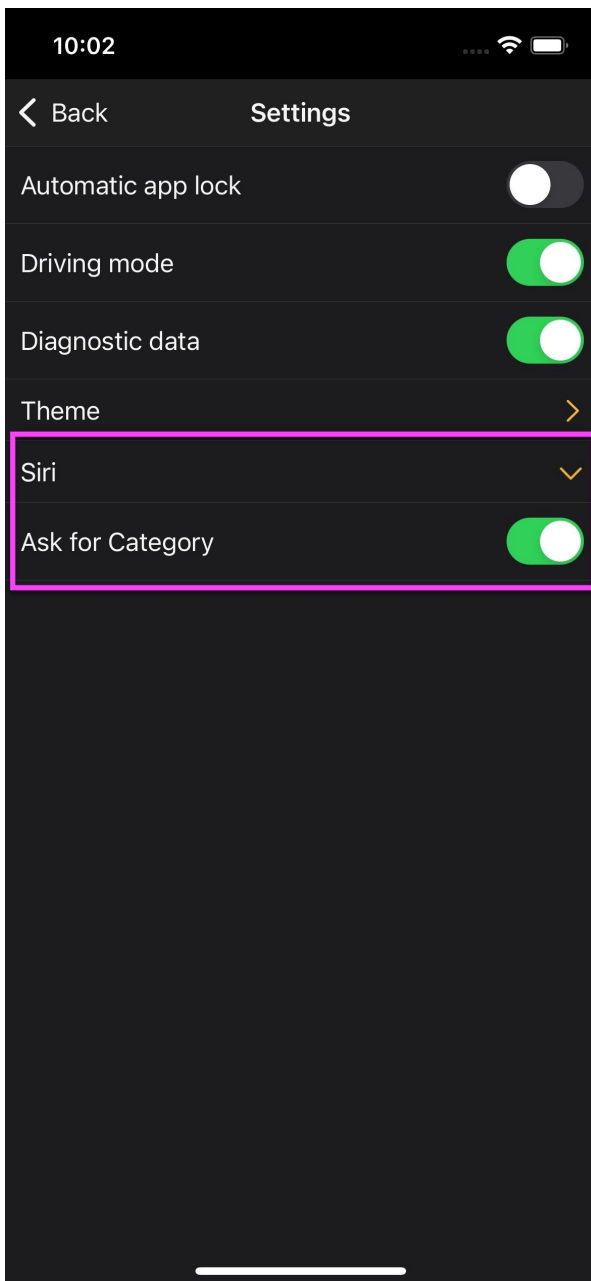 10:02
Back Settings
Automatic app lock
Driving mode
Diagnostic data
Theme
Siri
Ask for Category